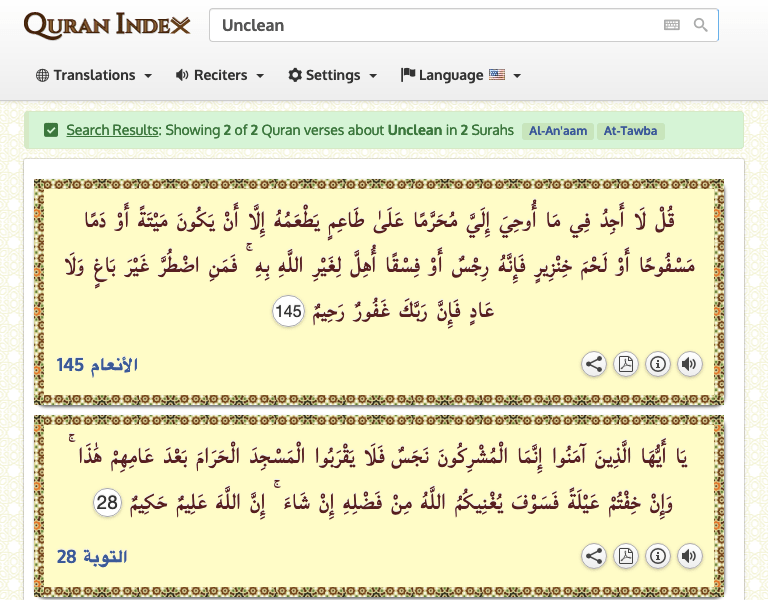 QURAN INDEX
Unclean
Translations
Reciters
Settings
Language
Search Results: Showing 2 of 2 Quran verses about Unclean in 2 Surahs Al-An'aam At-Tawba
قُلْ لَا أَجِدُ فِي مَا أُوحِيَ إِلَيَّ مُحَرَّمًا عَلَىٰ طَاعِمٍ يَطْعَمُهُ إِلَّا أَنْ يَكُونَ مَيْتَةً أَوْ دَمًا
مَسْفُوحًا أَوْ لَحْمَ خِنْزِيرٍ فَإِنَّهُ رِجْسٌ أَوْ فِسْقًا أُهِلَّ لِغَيْرِ اللَّهِ بِهِ ۚ فَمَنِ اضْطُرَّ غَيْرَ بَاغٍ وَلَا
عَادٍ فَإِنَّ رَبَّكَ غَفُورٌ رَحِيمٌ 145
الأنعام 145
يَا أَيُّهَا الَّذِينَ آمَنُوا إِنَّمَا الْمُشْرِكُونَ نَجَسٌ فَلَا يَقْرَبُوا الْمَسْجِدَ الْحَرَامَ بَعْدَ عَامِهِمْ هَٰذَا ۚ
وَإِنْ خِفْتُمْ عَيْلَةً فَسَوْفَ يُغْنِيكُمُ اللَّهُ مِنْ فَضْلِهِ إِنْ شَاءَ ۚ إِنَّ اللَّهَ عَلِيمٌ حَكِيمٌ 28
التوبة 28